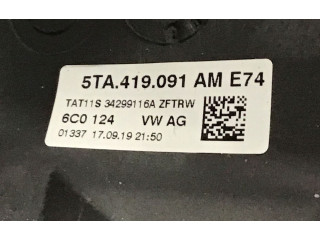 5TA.419.091 AM E74
TAT11S 34299116A ZFTRW
6C0 124 VW AG
01337 17.09.19 21:50